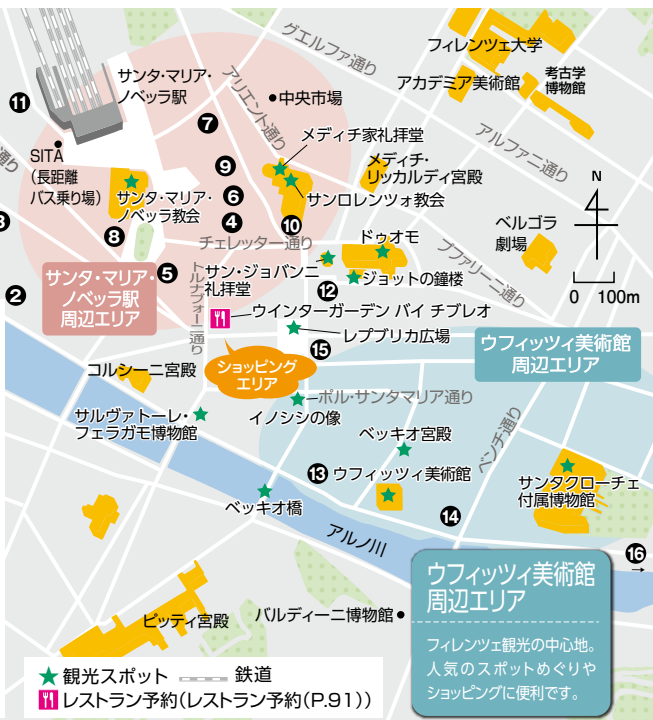 グエルフア通り
フィレンツェ大学
アカデミア美術館
考古学
博物館
サンタ・マリア・
ノベッラ駅
アリエント通り
中央市場
アルファニ通り
⑪
⑦
メディチ家礼拝堂
SITA
(長距離
バス乗り場)
通り
⑨
メディチ・
リッカルディ宮殿
N
サンタ・マリア・
ノベッラ教会
⑥
サンロレンツォ教会
④
⑩
ベルゴラ
劇場
3
⑧
チェレッター通り
ドゥオモ
ブファリーニ通り
サンタ・マリア・
ノベッラ駅
周辺エリア
⑤
サン・ジョバンニ
礼拝堂
ジョットの鐘楼
0 100m
②
トルナブォーニ通り
⑫
ウインターガーデン バイ チブレオ
レプブリカ広場
ウフィッツィ美術館
周辺エリア
⑮
ショッピング
エリア
コルシーニ宮殿
ポル・サンタマリア通り
イノシシの像
サルヴァトーレ・
フェラガモ博物館
ベッキオ宮殿
ベンチ通り
⑬
ウフィッツィ美術館
サンタクローチェ
付属博物館
ベッキオ橋
⑭
アルノ川
⑯
→
ウフィッツィ美術館
周辺エリア
フィレンツェ観光の中心地。
人気のスポットめぐりや
ショッピングに便利です。
ピッティ宮殿
バルディーニ博物館
★観光スポット 鉄道
レストラン予約(レストラン予約(P.91))